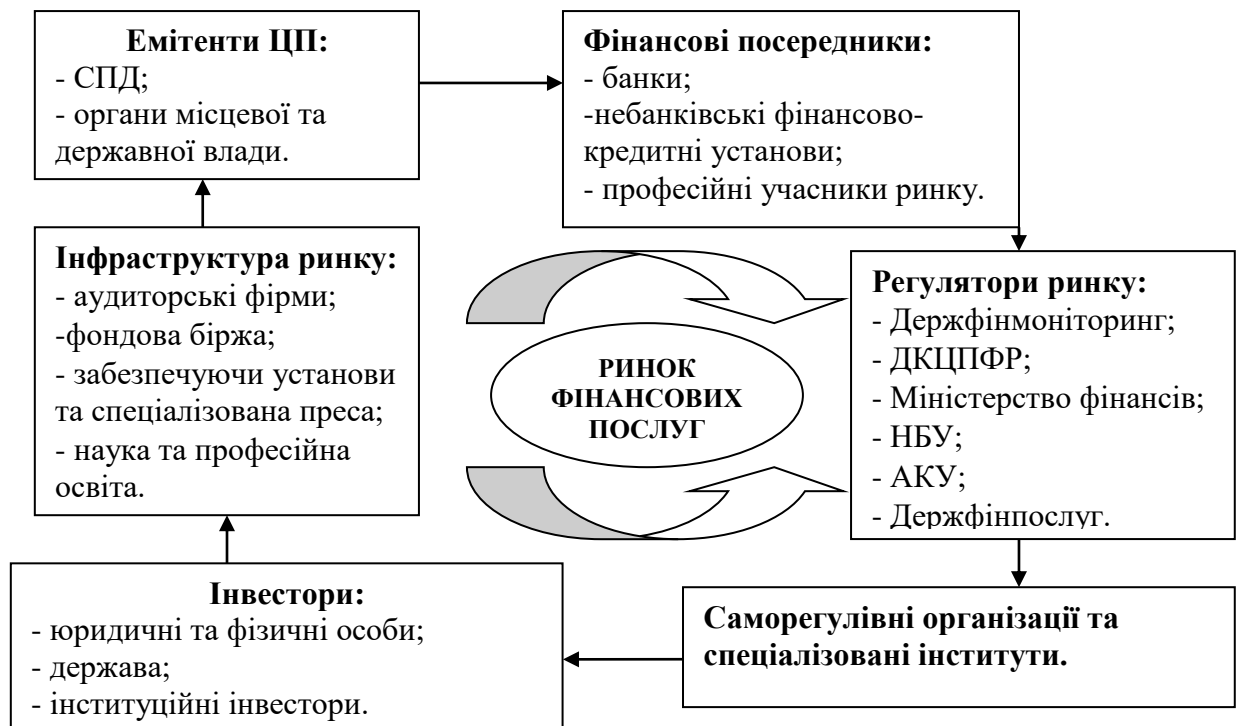 Емітенти ЦП:
- СПД;
- органи місцевої та
державної влади.
Фінансові посередники:
- банки;
-небанківські фінансово-
кредитні установи;
- професійні учасники ринку.
Інфраструктура ринку:
- аудиторські фірми;
-фондова біржа;
- забезпечуючи установи
та спеціалізована преса;
- наука та професійна
освіта.
РИНОК
ФІНАНСОВИХ
ПОСЛУГ
Регулятори ринку:
- Держфінмоніторинг;
- ДКЦПФР;
- Міністерство фінансів;
- НБУ;
- АКУ;
- Держфінпослуг.
Інвестори:
- юридичні та фізичні особи;
- держава;
- інституційні інвестори.
Саморегулівні організації та
спеціалізовані інститути.